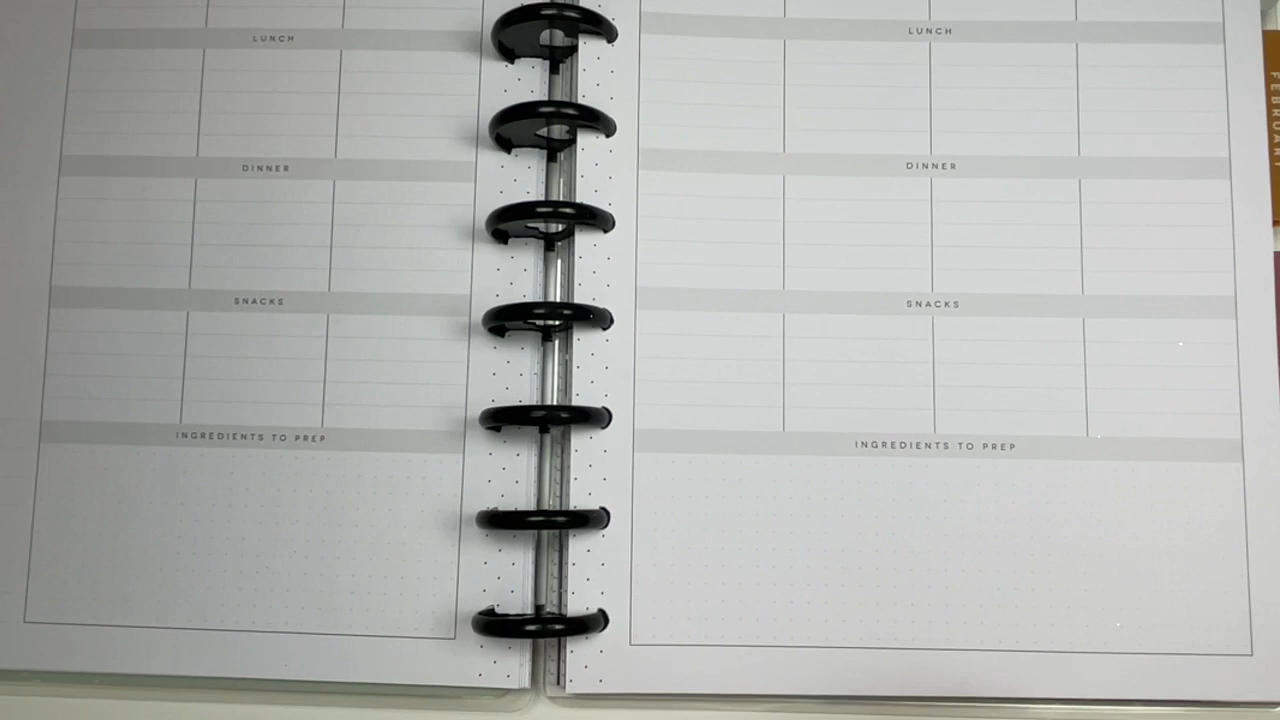 LUNCH
DINNER
SNACKS
INGREDIENTS TO PREP
LUNCH
DINNER
SNACKS
INGREDIENTS TO PREP
FEBRUARY